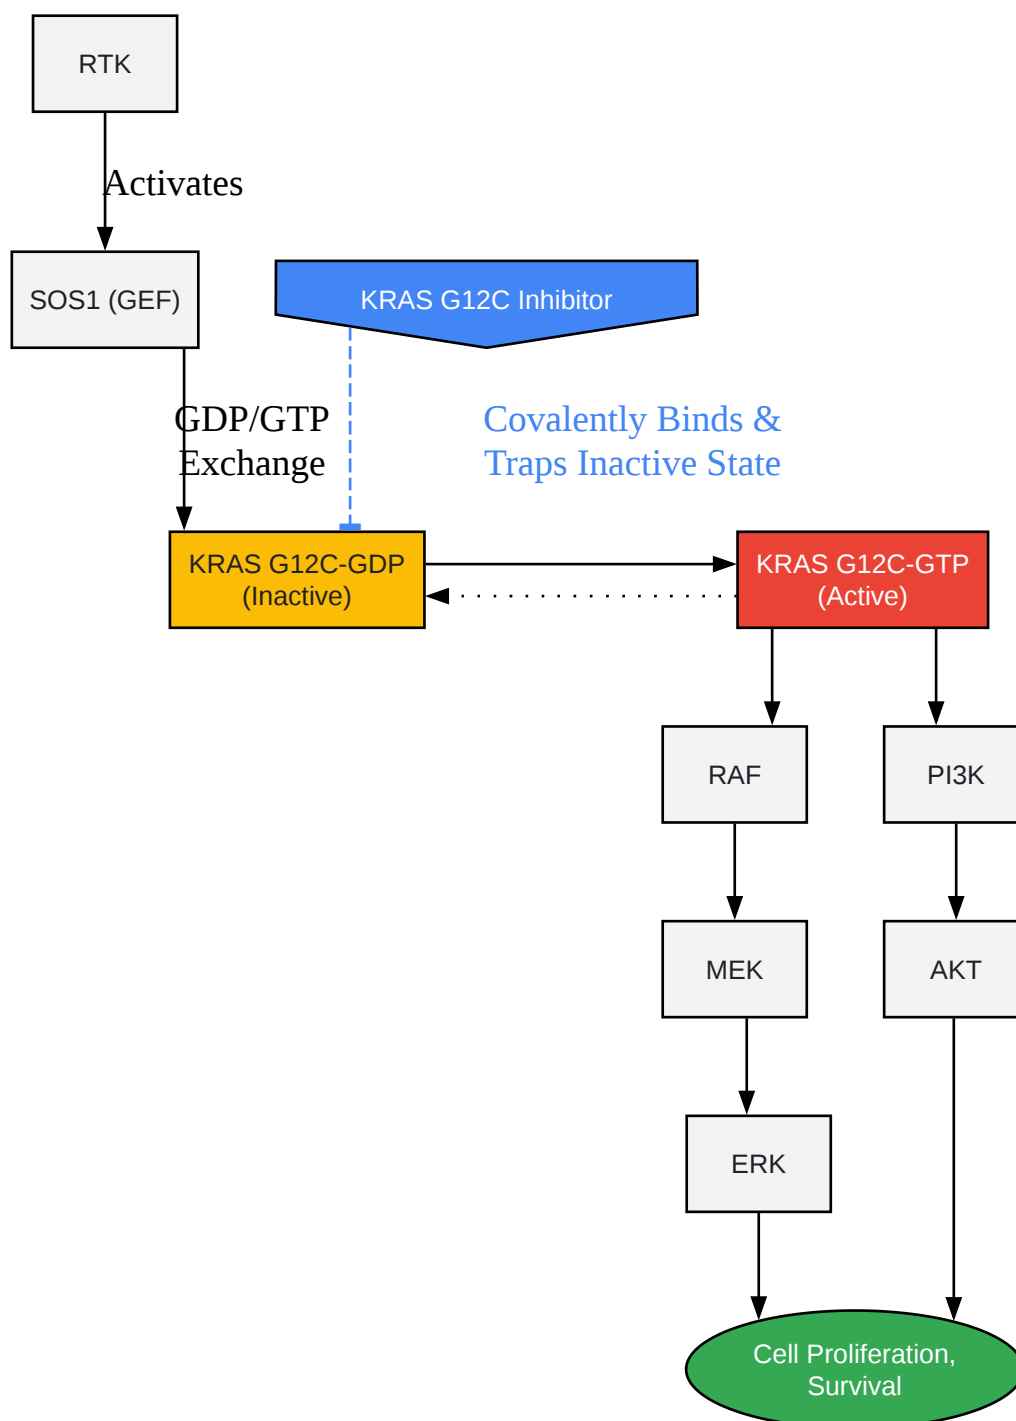 RTK
Activates
SOS1 (GEF)
KRAS G12C Inhibitor
GDP/GTP
Exchange
Covalently Binds &
Traps Inactive State
KRAS G12C-GDP
(Inactive)
KRAS G12C-GTP
(Active)
RAF
PI3K
MEK
AKT
ERK
Cell Proliferation,
Survival